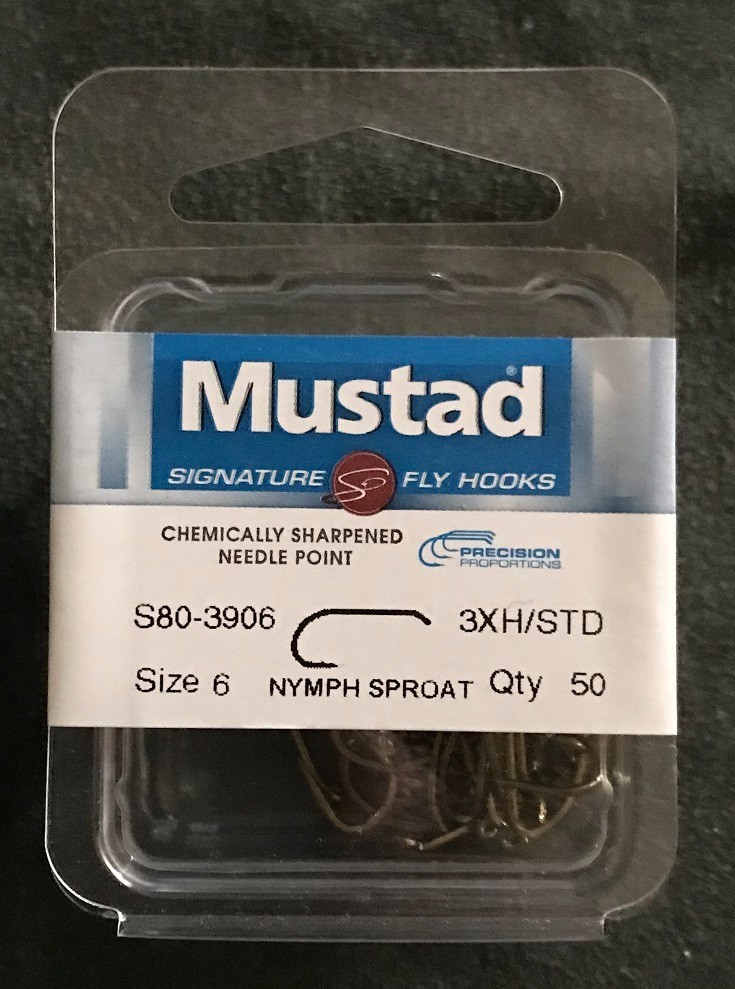 Mustad®
SIGNATURE FLY HOOKS
CHEMICALLY SHARPENED
NEEDLE POINT
PRECISION
PROPORTIONS
S80-3906 3XH/STD
Size 6 NYMPH SPROAT Qty 50